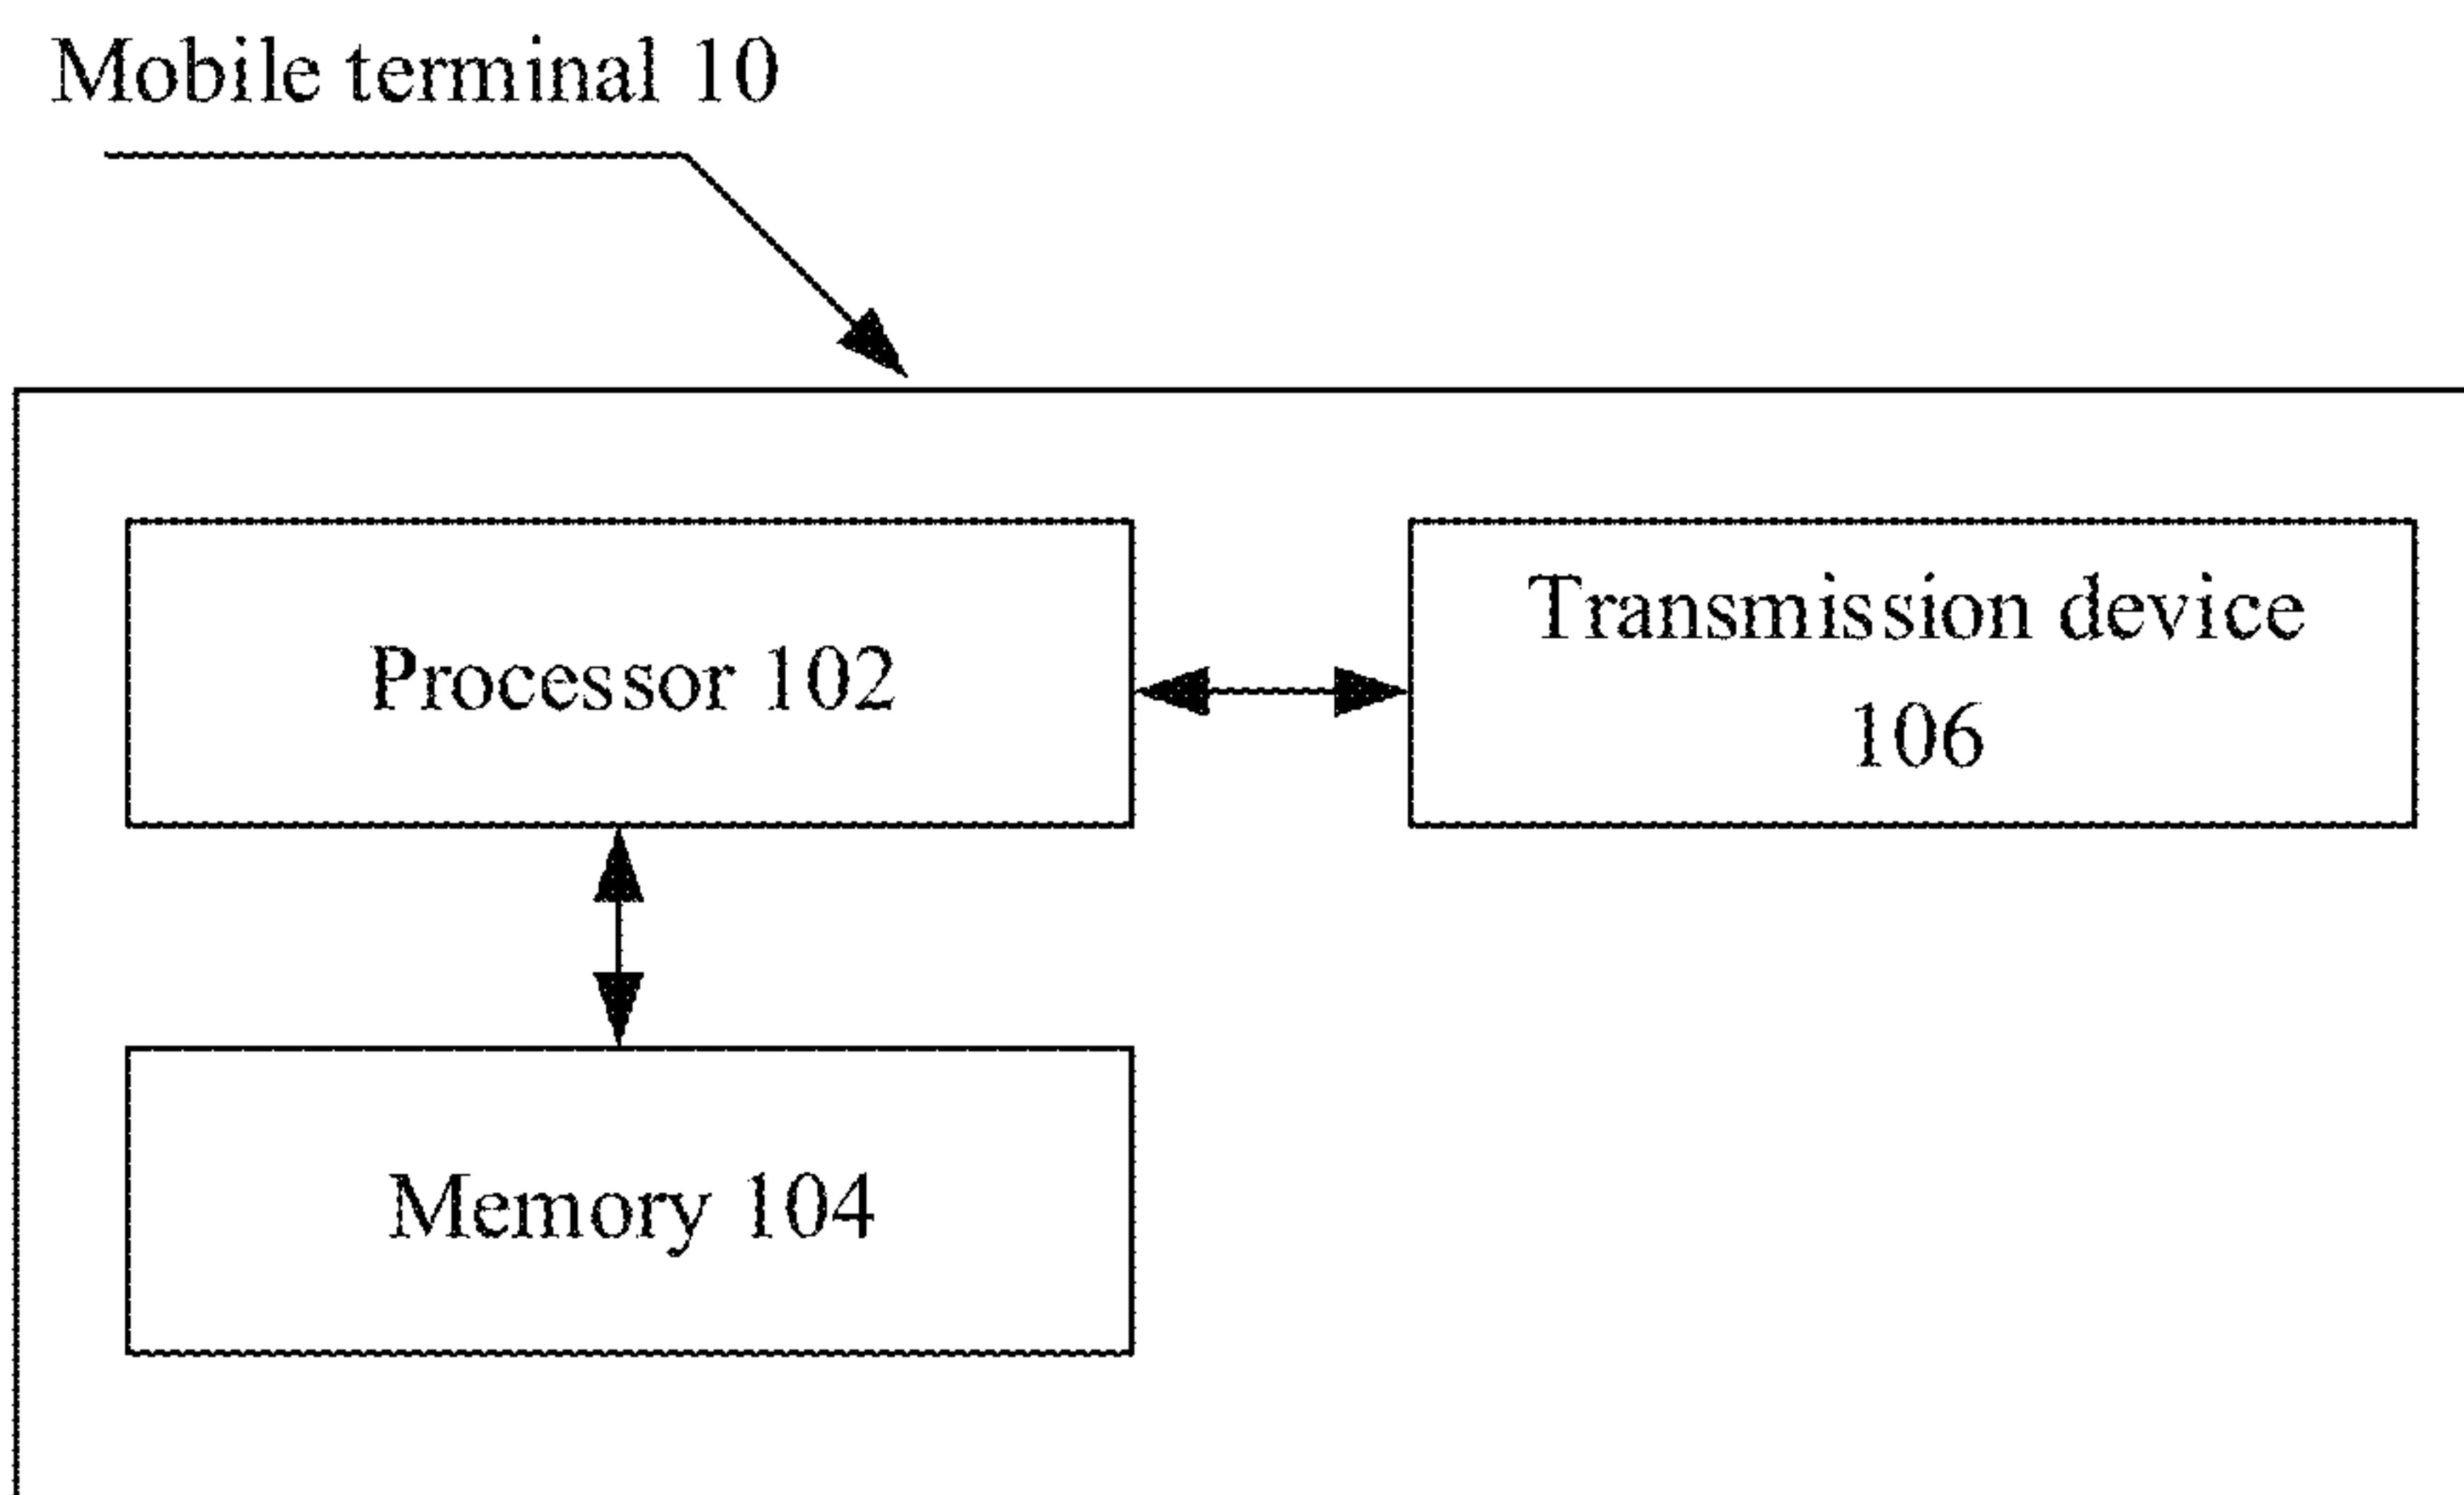 Mobile terminal 10
Processor 102
Transmission device
106
Memory 104